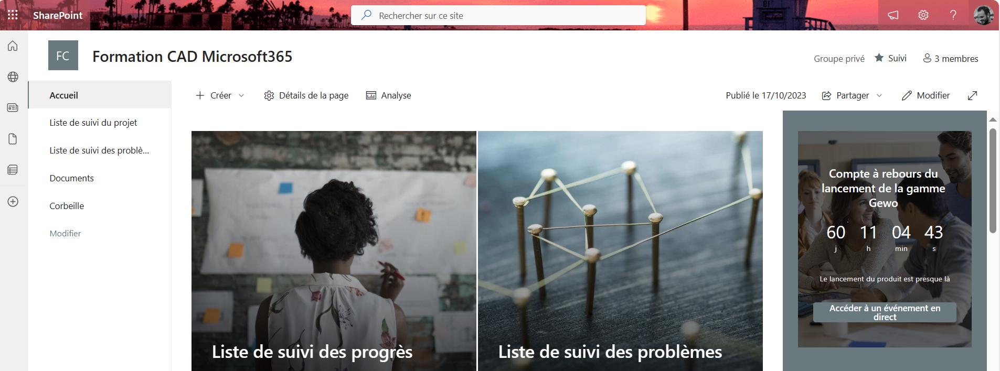 SharePoint
Rechercher sur ce site
FC
Formation CAD Microsoft365
Groupe privé
Suivi
3 membres
Accueil
Liste de suivi du projet
Liste de suivi des problè...
Documents
Corbeille
Modifier
Créer
Détails de la page
Analyse
Publié le 17/10/2023
Partager
Modifier
Liste de suivi des progrès
Liste de suivi des problèmes
Compte à rebours du
lancement de la gamme
Gewo
60 11 04 43
j h min s
Le lancement du produit est presque là
Accéder à un événement en
direct